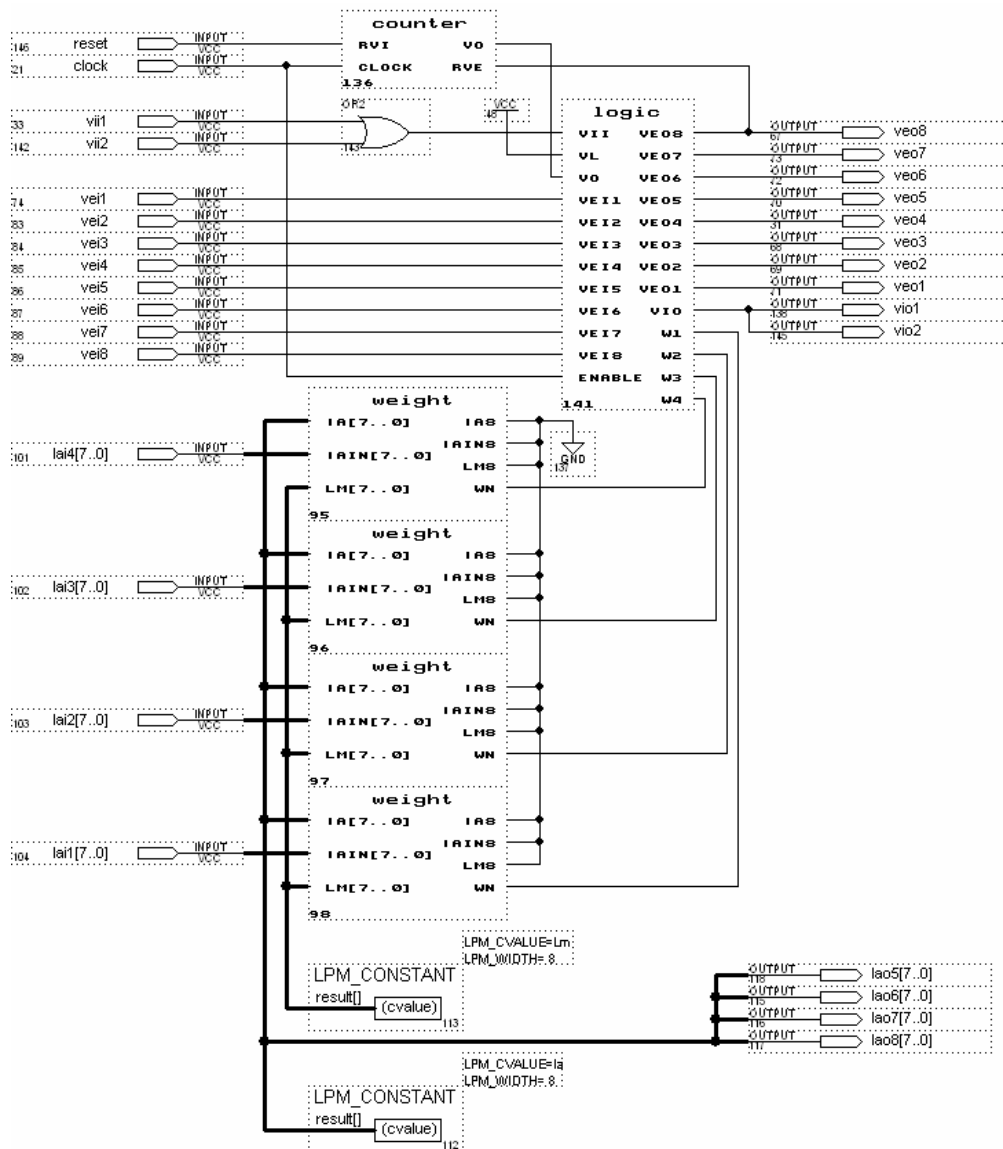 counter
146 reset INPUT VCC RVI VO
21 clock INPUT VCC CLOCK RVE
136
OR2 VCC 48 logic
33 vii1 INPUT VCC VII VEO8 OUTPUT 67 veo8
142 vii2 INPUT VCC 143 VL VEO7 OUTPUT 73 veo7
VO VEO6 OUTPUT 72 veo6
74 vei1 INPUT VCC VEI1 VEO5 OUTPUT 70 veo5
83 vei2 INPUT VCC VEI2 VEO4 OUTPUT 31 veo4
84 vei3 INPUT VCC VEI3 VEO3 OUTPUT 68 veo3
85 vei4 INPUT VCC VEI4 VEO2 OUTPUT 69 veo2
86 vei5 INPUT VCC VEI5 VEO1 OUTPUT 71 veo1
87 vei6 INPUT VCC VEI6 VIO OUTPUT 138 vio1
88 vei7 INPUT VCC VEI7 W1 OUTPUT 145 vio2
89 vei8 INPUT VCC VEI8 W2
ENABLE W3
141 W4
weight
IA[7..0] IA8
IAIN8
101 Iai4[7..0] INPUT VCC IAIN[7..0] GND 137
LM8
LM[7..0] WN
95
weight
IA[7..0] IA8
IAIN8
102 Iai3[7..0] INPUT VCC IAIN[7..0]
LM8
LM[7..0] WN
96
weight
IA[7..0] IA8
IAIN8
103 Iai2[7..0] INPUT VCC IAIN[7..0]
LM8
LM[7..0] WN
97
weight
IA[7..0] IA8
IAIN8
104 Iai1[7..0] INPUT VCC IAIN[7..0]
LM8
LM[7..0] WN
98
LPM_CVALUE=Lm
LPM_WIDTH=.8..
LPM_CONSTANT
result[] (cvalue) 113
OUTPUT 118 Iao5[7..0]
OUTPUT 115 Iao6[7..0]
OUTPUT 116 Iao7[7..0]
OUTPUT 117 Iao8[7..0]
LPM_CVALUE=Ia
LPM_WIDTH=.8.
LPM_CONSTANT
result[] (cvalue) 112